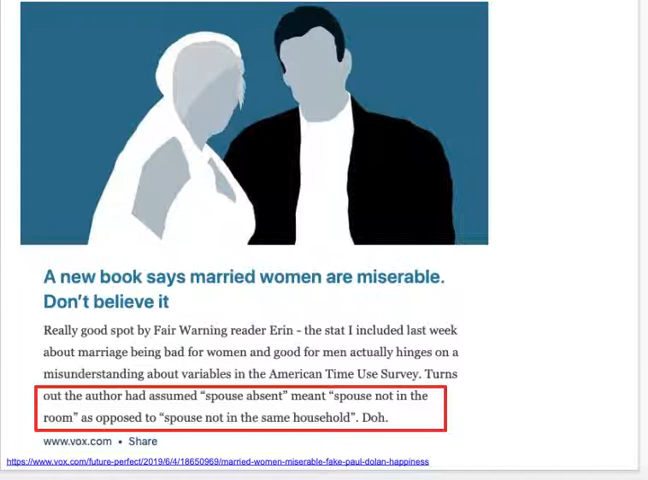 A new book says married women are miserable.
Don't believe it
Really good spot by Fair Warning reader Erin - the stat I included last week
about marriage being bad for women and good for men actually hinges on a
misunderstanding about variables in the American Time Use Survey. Turns
out the author had assumed “spouse absent” meant “spouse not in the
room” as opposed to “spouse not in the same household”. Doh.
www.vox.com • Share
https://www.vox.com/future-perfect/2019/6/4/18650969/married-women-miserable-fake-paul-dolan-happiness